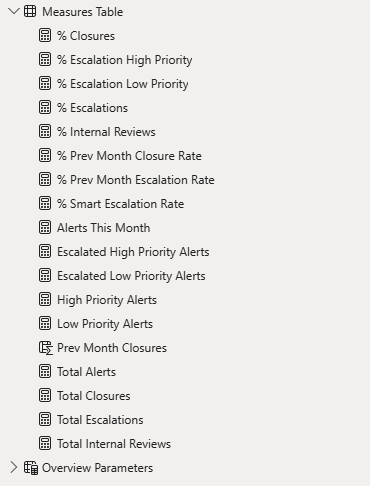 Measures Table
% Closures
% Escalation High Priority
% Escalation Low Priority
% Escalations
% Internal Reviews
% Prev Month Closure Rate
% Prev Month Escalation Rate
% Smart Escalation Rate
Alerts This Month
Escalated High Priority Alerts
Escalated Low Priority Alerts
High Priority Alerts
Low Priority Alerts
Prev Month Closures
Total Alerts
Total Closures
Total Escalations
Total Internal Reviews
Overview Parameters